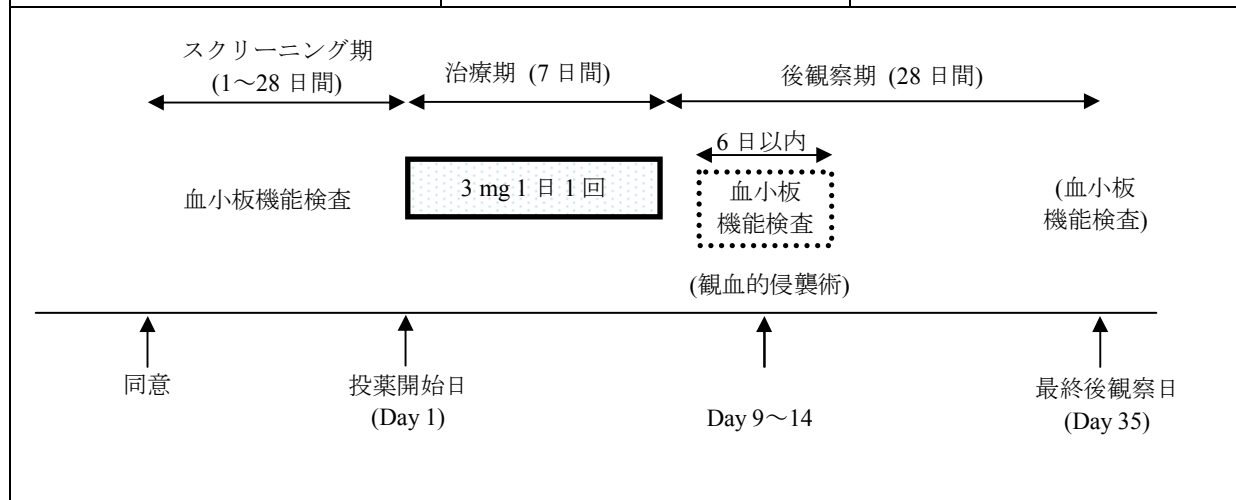 スクリーニング期
(1～28 日間)
治療期 (7 日間)
後観察期 (28 日間)
6 日以内
血小板機能検査
3 mg 1 日 1 回
血小板
機能検査
(血小板
機能検査)
(観血的侵襲術)
同意
投薬開始日
(Day 1)
Day 9～14
最終後観察日
(Day 35)